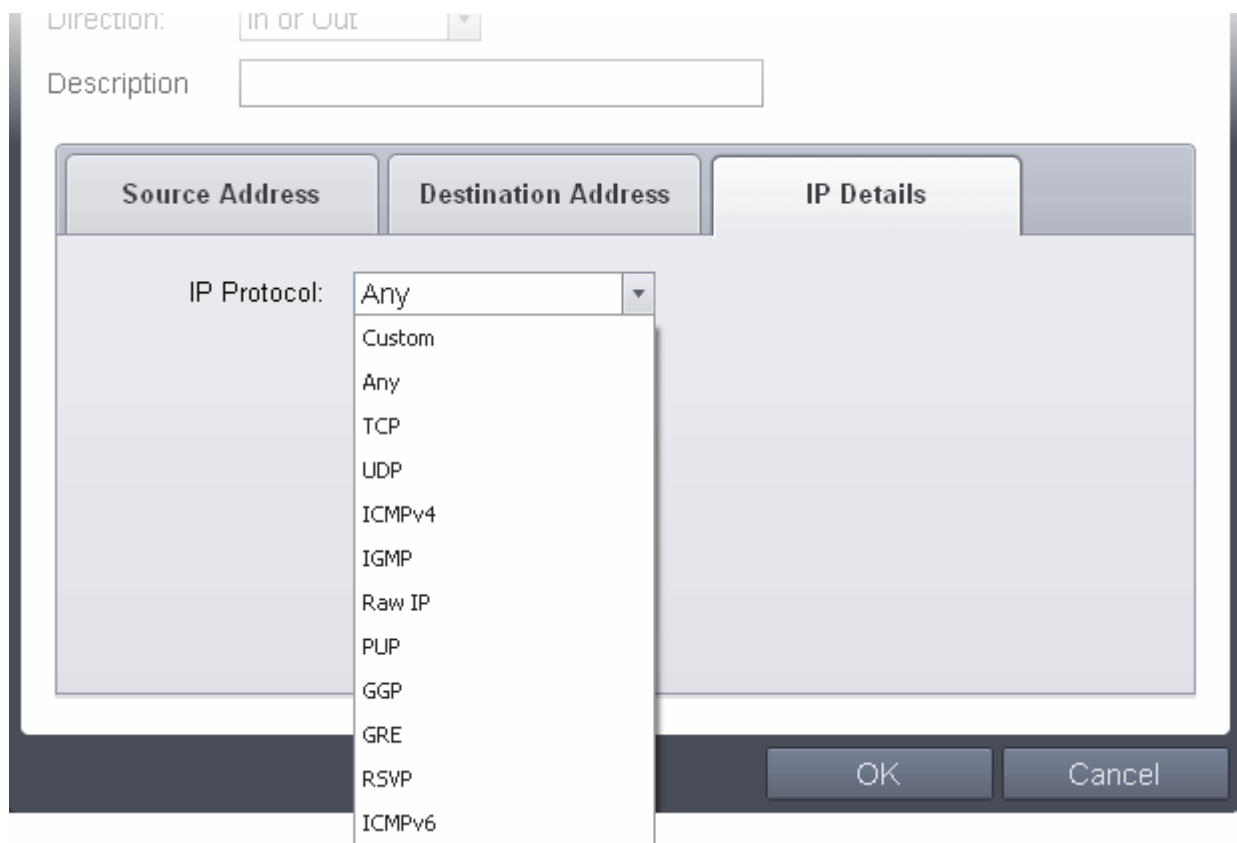 Direction: In or Out
Description
Source Address Destination Address IP Details
IP Protocol: Any
Custom
Any
TCP
UDP
ICMPv4
IGMP
Raw IP
PUP
GGP
GRE
RSVP
ICMPv6
OK Cancel